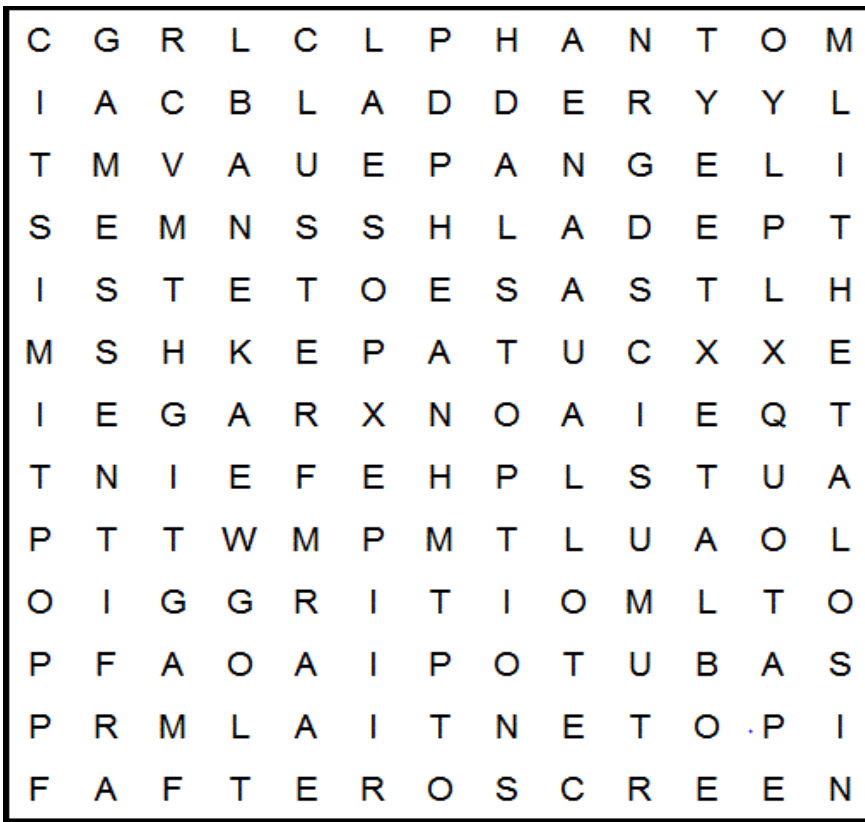 C G R L C L P H A N T O M
I A C B L A D D E R Y Y L
T M V A U E P A N G E L I
S E M N S S H L A D E P T
I S T E T O E S A S T L H
M S H K E P A T U C X X E
I E G A R X N O A I E Q T
T N I E F E H P L S T U A
P T T W M P M T L U A O L
O I G G R I T I O M L T O
P F A O A I P O T U B A S
P R M L A I T N E T O P I
F A F T E R O S C R E E N